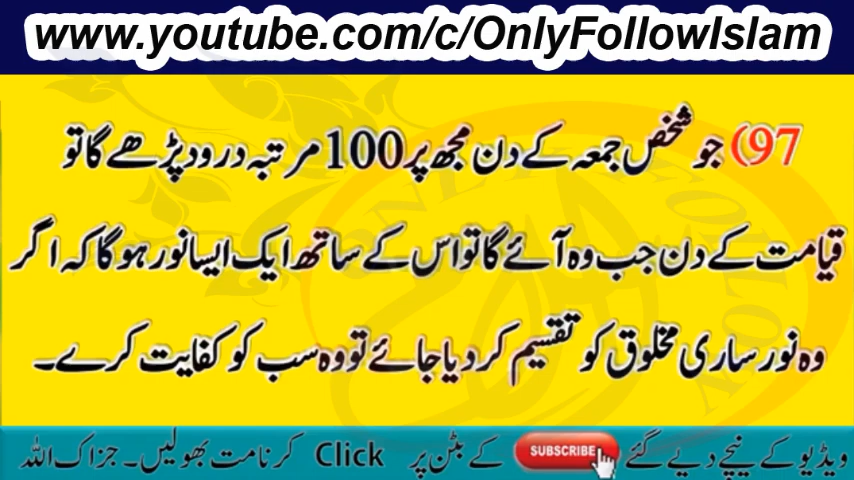 www.youtube.com/c/OnlyFollowIslam
97) جو شخص جمعہ کے دن مجھ پر 100 مرتبہ درود پڑھے گا تو
قیامت کے دن جب وہ آئے گا تو اس کے ساتھ ایک ایسا نور ہوگا کہ اگر
وہ نور ساری مخلوق کو تقسیم کر دیا جائے تو وہ سب کو کفایت کرے۔
ویڈیو کے نیچے دیے گئے SUBSCRIBE کے بٹن پر Click کرنا مت بھولیں۔ جزاک اللہ